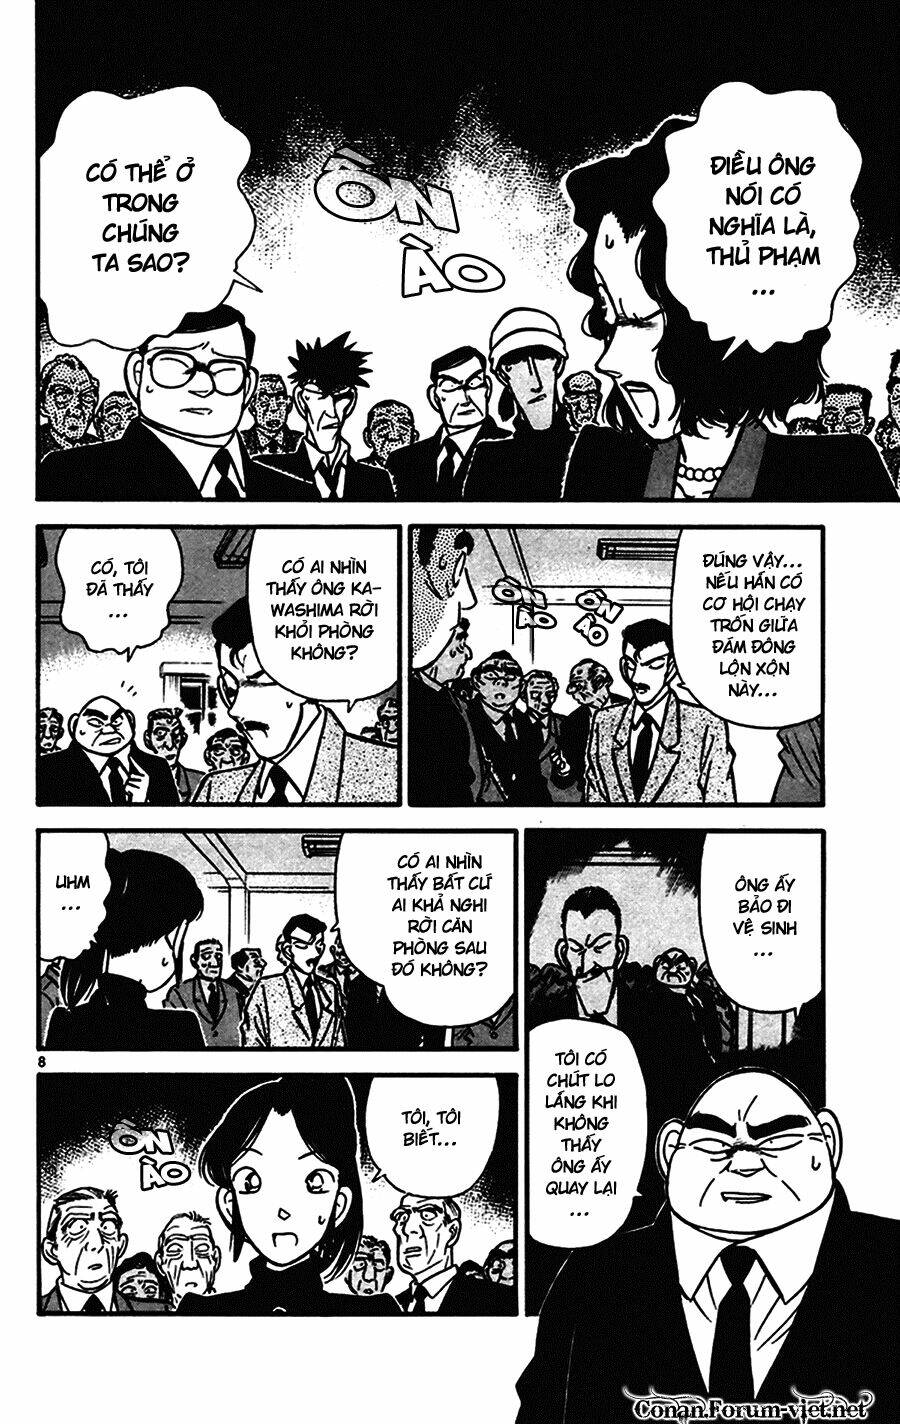 ĐIỀU ÔNG
NÓI CÓ
NGHĨA LÀ,
THỦ PHẠM
...
ỒN
ÀO
CÓ THỂ Ở
TRONG
CHÚNG
TA SAO?
ĐÚNG VẬY...
NẾU HẮN CÓ
CƠ HỘI CHẠY
TRỐN GIỮA
ĐÁM ĐÔNG
LỘN XỘN
NÀY...
ỒN
ÀO
ỒN
ÀO
CÓ AI NHÌN
THẤY ÔNG KA-
WASHIMA RỜI
KHỎI PHÒNG
KHÔNG?
CÓ, TÔI
ĐÃ THẤY
...
ÔNG ẤY
BẢO ĐI
VỆ SINH
...
TÔI CÓ
CHÚT LO
LẮNG KHI
KHÔNG
THẤY
ÔNG ẤY
QUAY LẠI
...
CÓ AI NHÌN
THẤY BẤT CỨ
AI KHẢ NGHI
RỜI CĂN
PHÒNG SAU
ĐÓ KHÔNG?
UHM
...
8
TÔI, TÔI
BIẾT...
ỒN
ÀO
Conan.Forum-viet.net